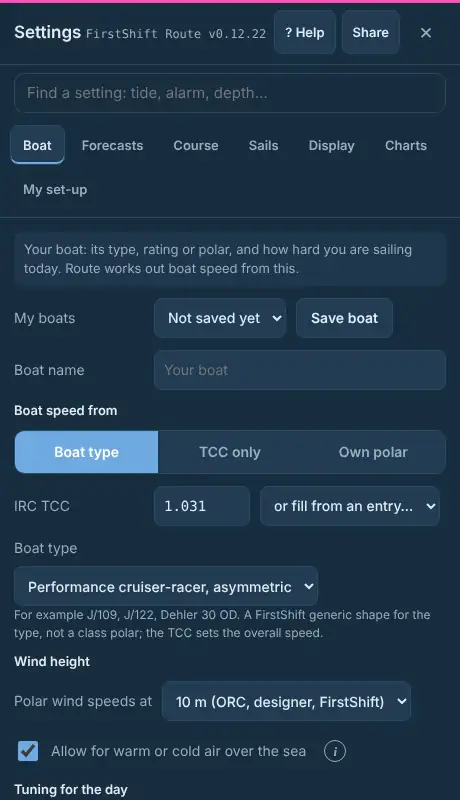 Settings FirstShift Route v0.12.22 ? Help Share ×
Find a setting: tide, alarm, depth...
Boat Forecasts Course Sails Display Charts
My set-up
Your boat: its type, rating or polar, and how hard you are sailing
today. Route works out boat speed from this.
My boats Not saved yet Save boat
Boat name Your boat
Boat speed from
Boat type TCC only Own polar
IRC TCC 1.031 or fill from an entry...
Boat type
Performance cruiser-racer, asymmetric
For example J/109, J/122, Dehler 30 OD. A FirstShift generic shape for the
type, not a class polar; the TCC sets the overall speed.
Wind height
Polar wind speeds at 10 m (ORC, designer, FirstShift)
Allow for warm or cold air over the sea i
Tuning for the day